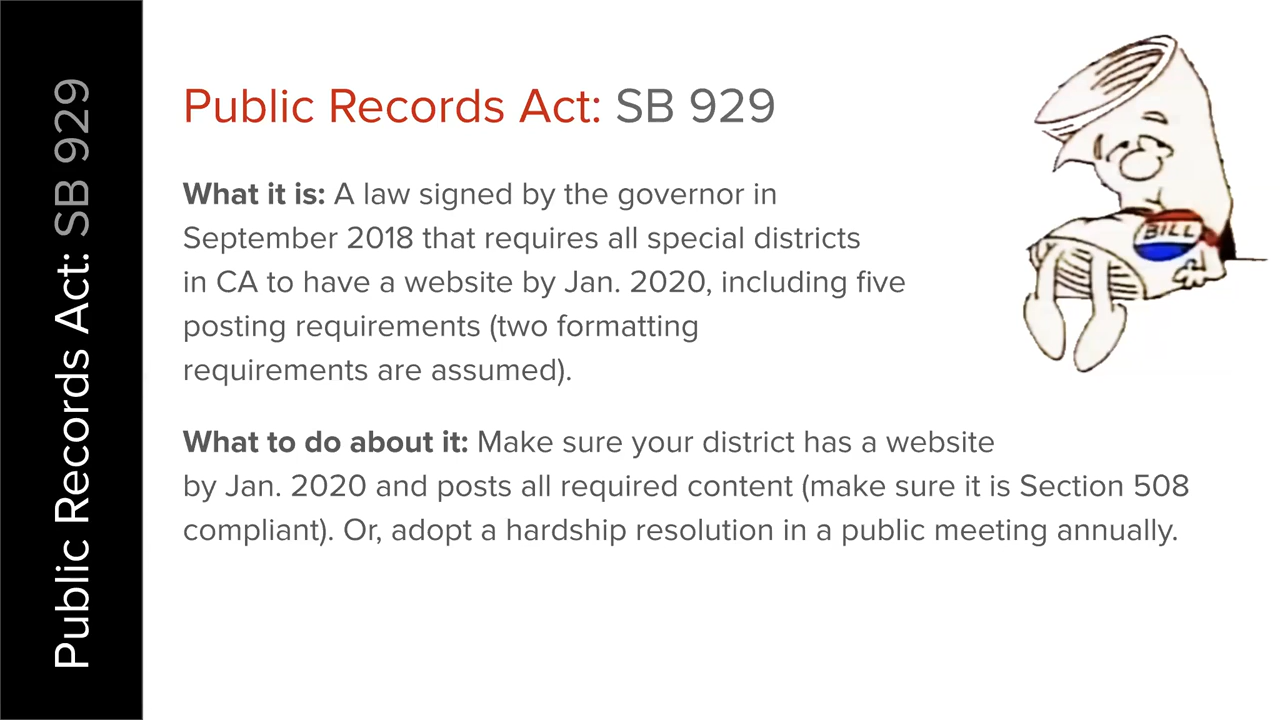 Public Records Act: SB 929
Public Records Act: SB 929
What it is: A law signed by the governor in
September 2018 that requires all special districts
in CA to have a website by Jan. 2020, including five
posting requirements (two formatting
requirements are assumed).
What to do about it: Make sure your district has a website
by Jan. 2020 and posts all required content (make sure it is Section 508
compliant). Or, adopt a hardship resolution in a public meeting annually.
BILL